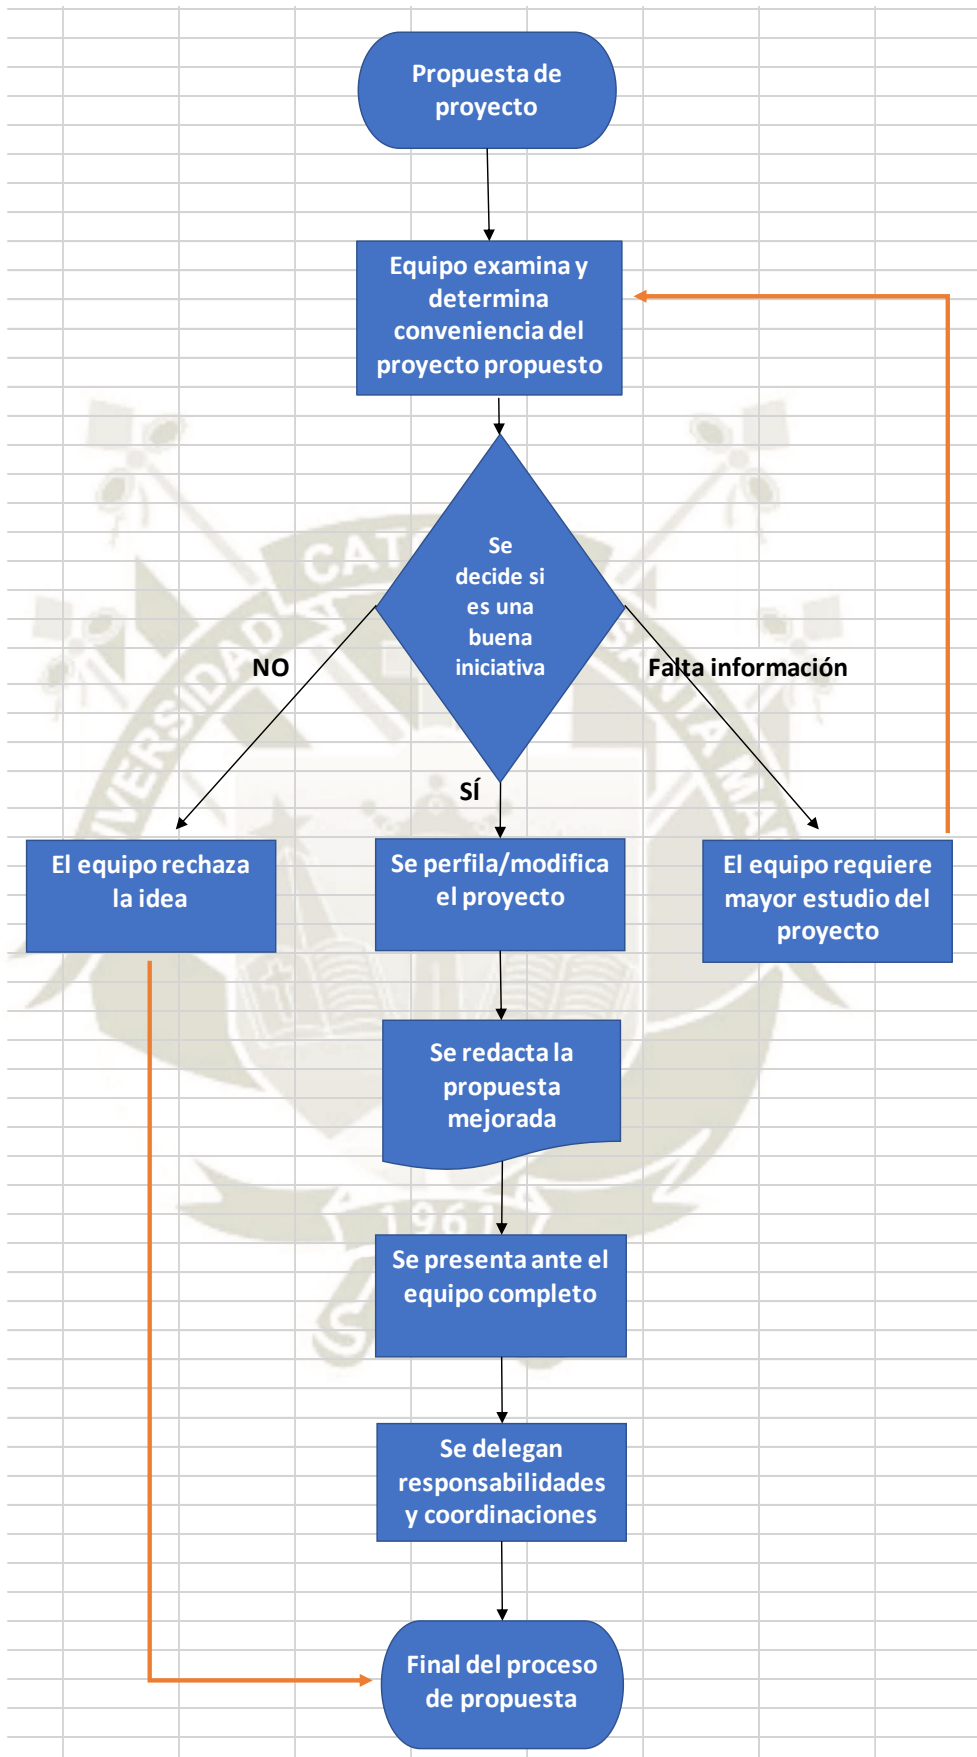 Propuesta de
proyecto
Equipo examina y
determina
conveniencia del
proyecto propuesto
Se
decide si
es una
buena
iniciativa
NO
Falta información
SÍ
El equipo rechaza
la idea
Se perfila/modifica
el proyecto
El equipo requiere
mayor estudio del
proyecto
Se redacta la
propuesta
mejorada
1961
Se presenta ante el
equipo completo
Se delegan
responsabilidades
y coordinaciones
Final del proceso
de propuesta